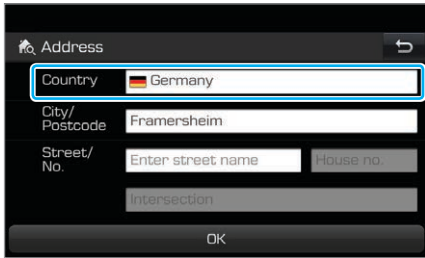 Address
Country Germany
City/
Postcode Framersheim
Street/
No. Enter street name House no.
Intersection
OK